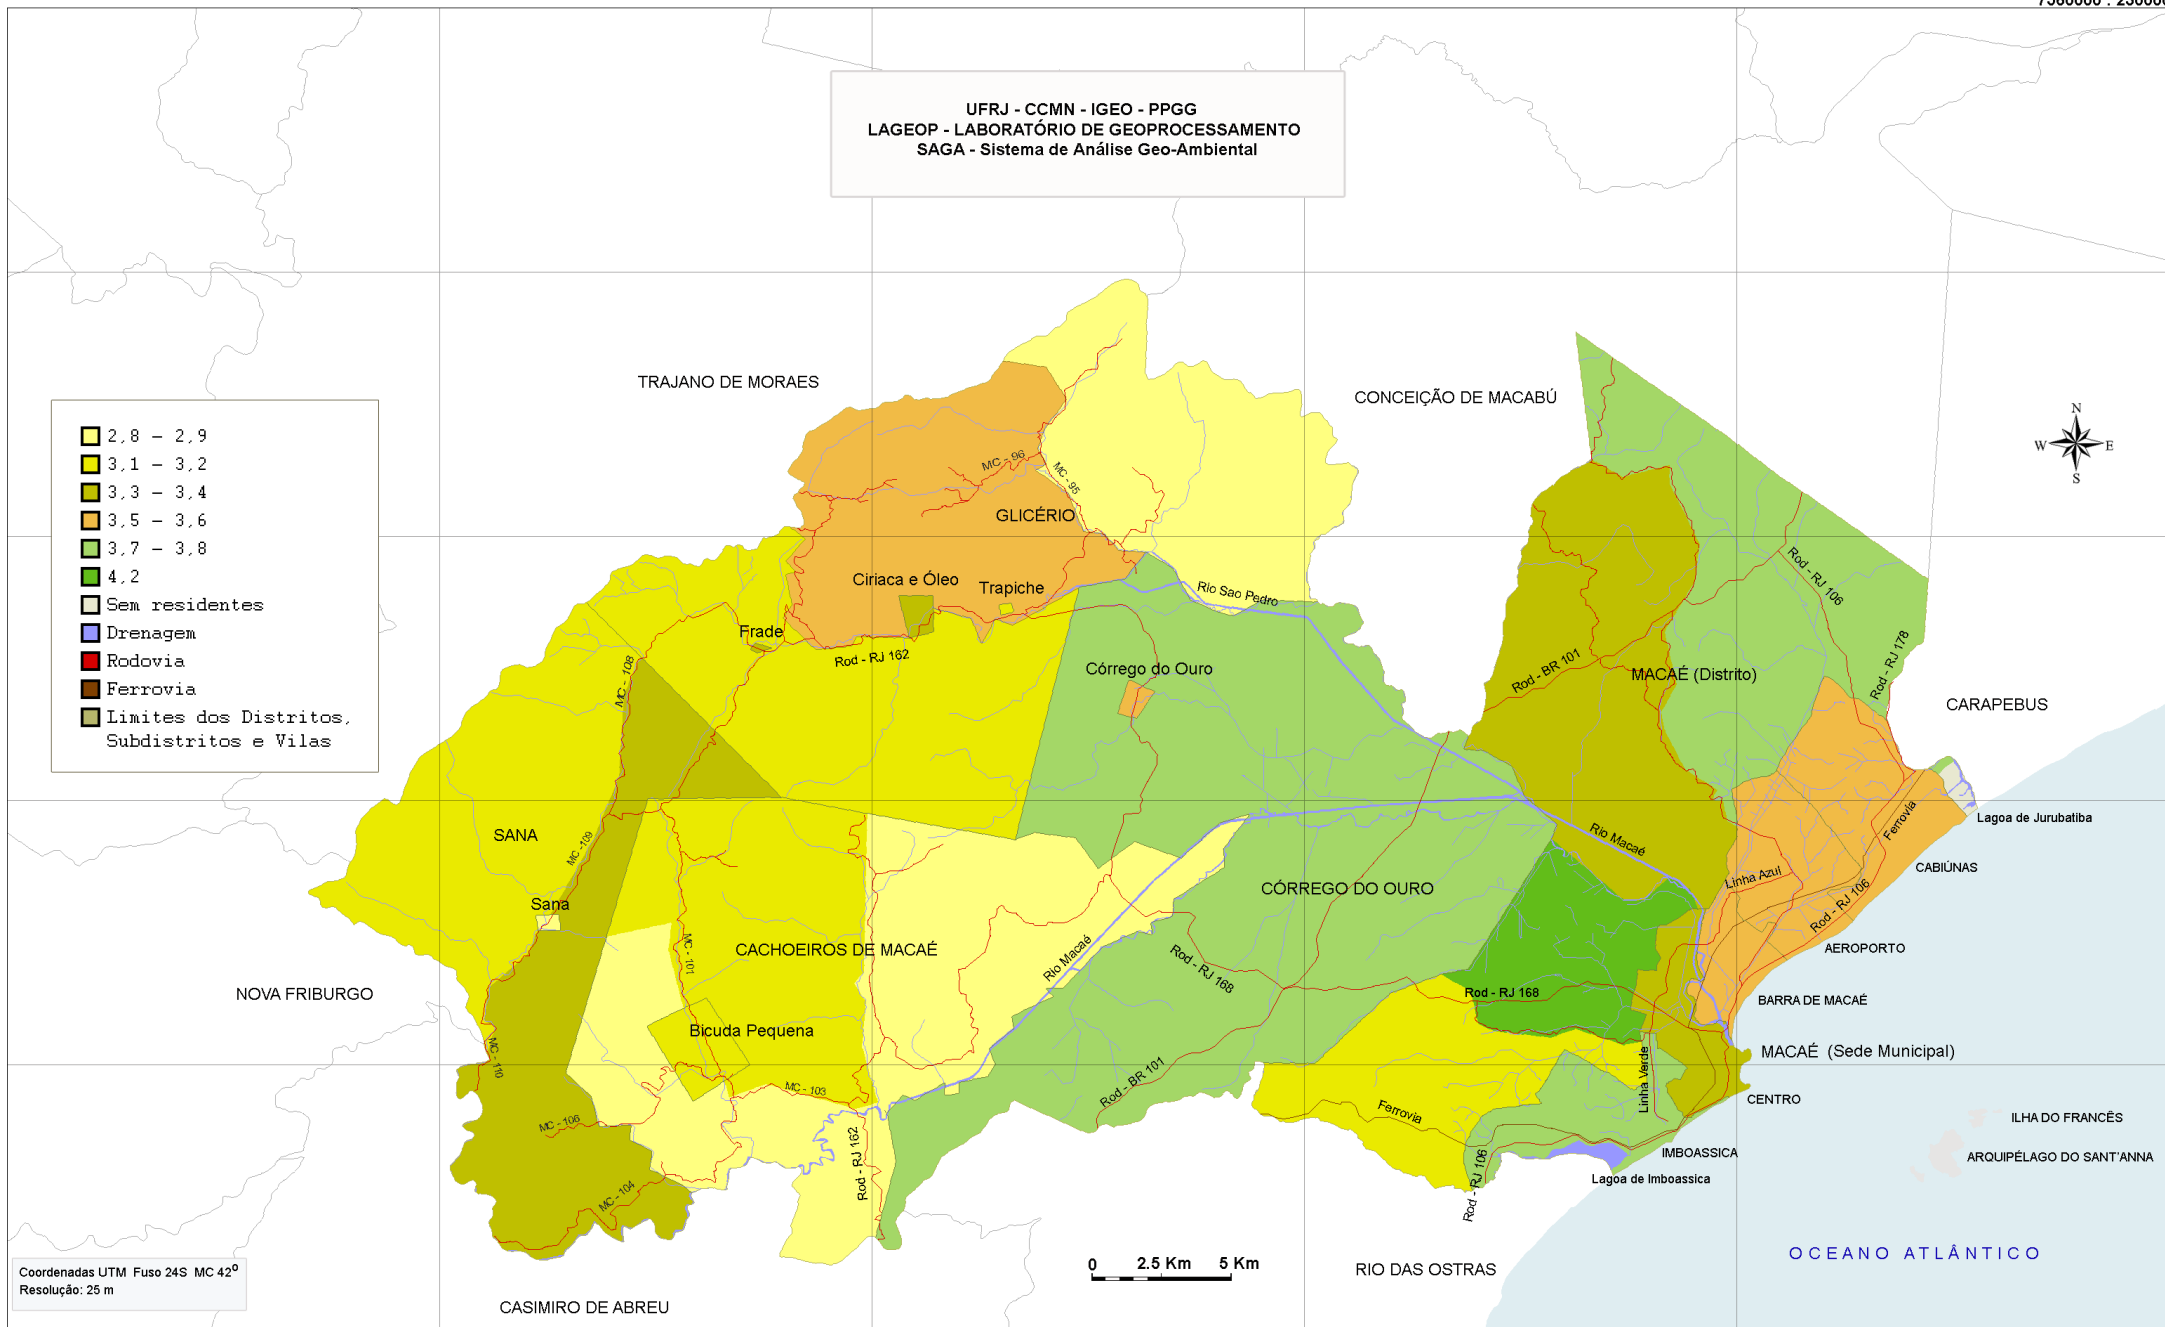 UFRJ - CCMN - IGEO - PPGG
LAGEOP - LABORATÓRIO DE GEOPROCESSAMENTO
SAGA - Sistema de Análise Geo-Ambiental
TRAJANO DE MORAES
CONCEIÇÃO DE MACABÚ
N
W
E
S
2,8 – 2,9
3,1 – 3,2
3,3 – 3,4
3,5 – 3,6
3,7 – 3,8
4,2
Sem residentes
Drenagem
Rodovia
Ferrovia
Limites dos Distritos,
Subdistritos e Vilas
MC - 96
MC - 95
GLICÉRIO
Ciriaca e Óleo
Trapiche
Rio Sao Pedro
Rod - RJ 106
Frade
Rod - RJ 162
MC - 108
Córrego do Ouro
Rod - BR 101
MACAÉ (Distrito)
Rod - RJ 178
CARAPEBUS
SANA
MC -109
Rio Macaé
Ferrovia
Lagoa de Jurubatiba
CABIÚNAS
Linha Azul
Rod - RJ 106
CÓRREGO DO OURO
Sana
CACHOEIROS DE MACAÉ
MC - 101
Rio Macaé
Rod - RJ 168
AEROPORTO
NOVA FRIBURGO
Rod - RJ 168
BARRA DE MACAÉ
Bicuda Pequena
MC - 110
MACAÉ (Sede Municipal)
MC - 103
Rod - BR 101
Linha Verde
CENTRO
Ferrovia
MC - 106
ILHA DO FRANCÊS
Rod - RJ 162
IMBOASSICA
ARQUIPÉLAGO DO SANT'ANNA
Lagoa de Imboassica
Rod - RJ 106
MC - 104
OCEANO ATLÂNTICO
0 2.5 Km 5 Km
RIO DAS OSTRAS
Coordenadas UTM Fuso 24S MC 42º
Resolução: 25 m
CASIMIRO DE ABREU